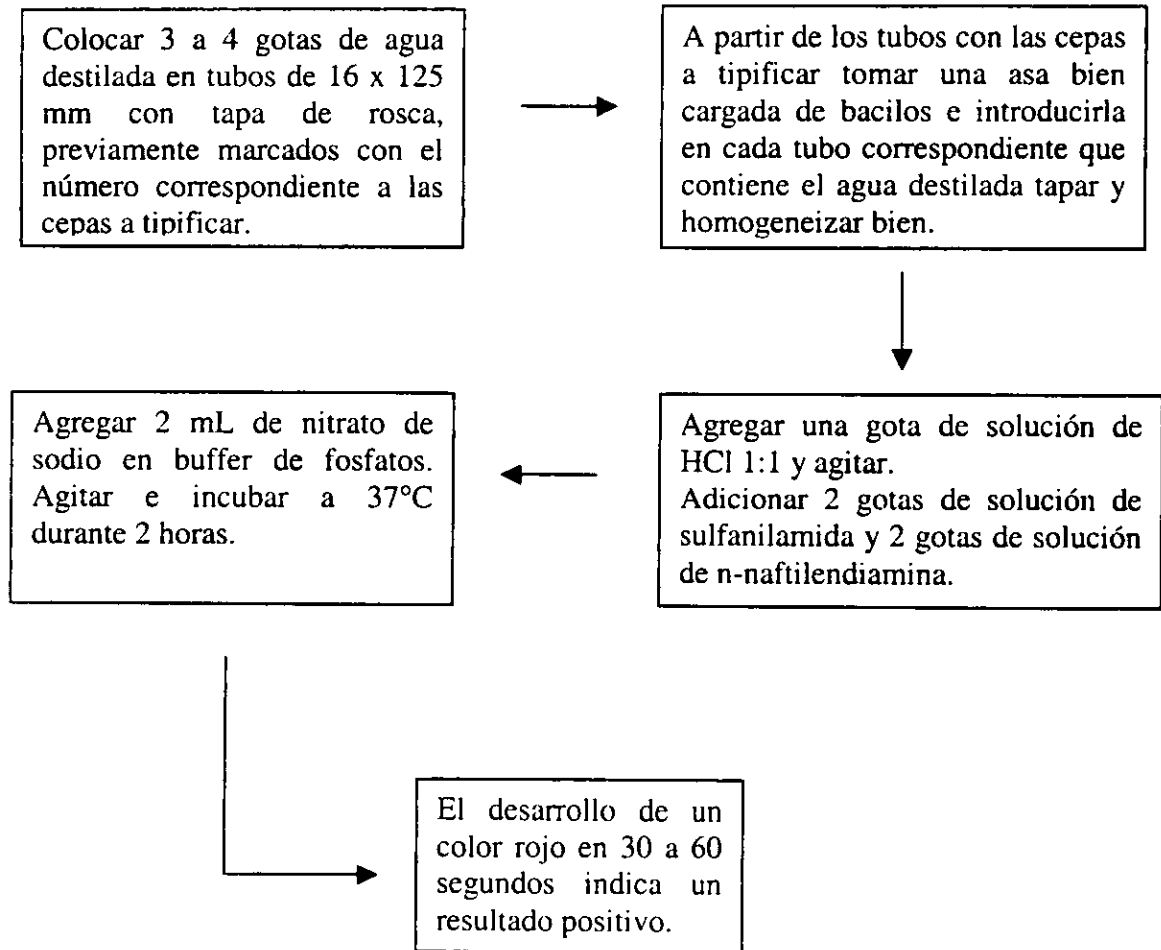 Colocar 3 a 4 gotas de agua
destilada en tubos de 16 x 125
mm con tapa de rosca,
previamente marcados con el
número correspondiente a las
cepas a tipificar.
A partir de los tubos con las cepas
a tipificar tomar una asa bien
cargada de bacilos e introducirla
en cada tubo correspondiente que
contiene el agua destilada tapar y
homogeneizar bien.
Agregar una gota de solución de
HCl 1:1 y agitar.
Adicionar 2 gotas de solución de
sulfanilamida y 2 gotas de solución
de n-naftilendiamina.
Agregar 2 mL de nitrato de
sodio en buffer de fosfatos.
Agitar e incubar a 37°C
durante 2 horas.
El desarrollo de un
color rojo en 30 a 60
segundos indica un
resultado positivo.